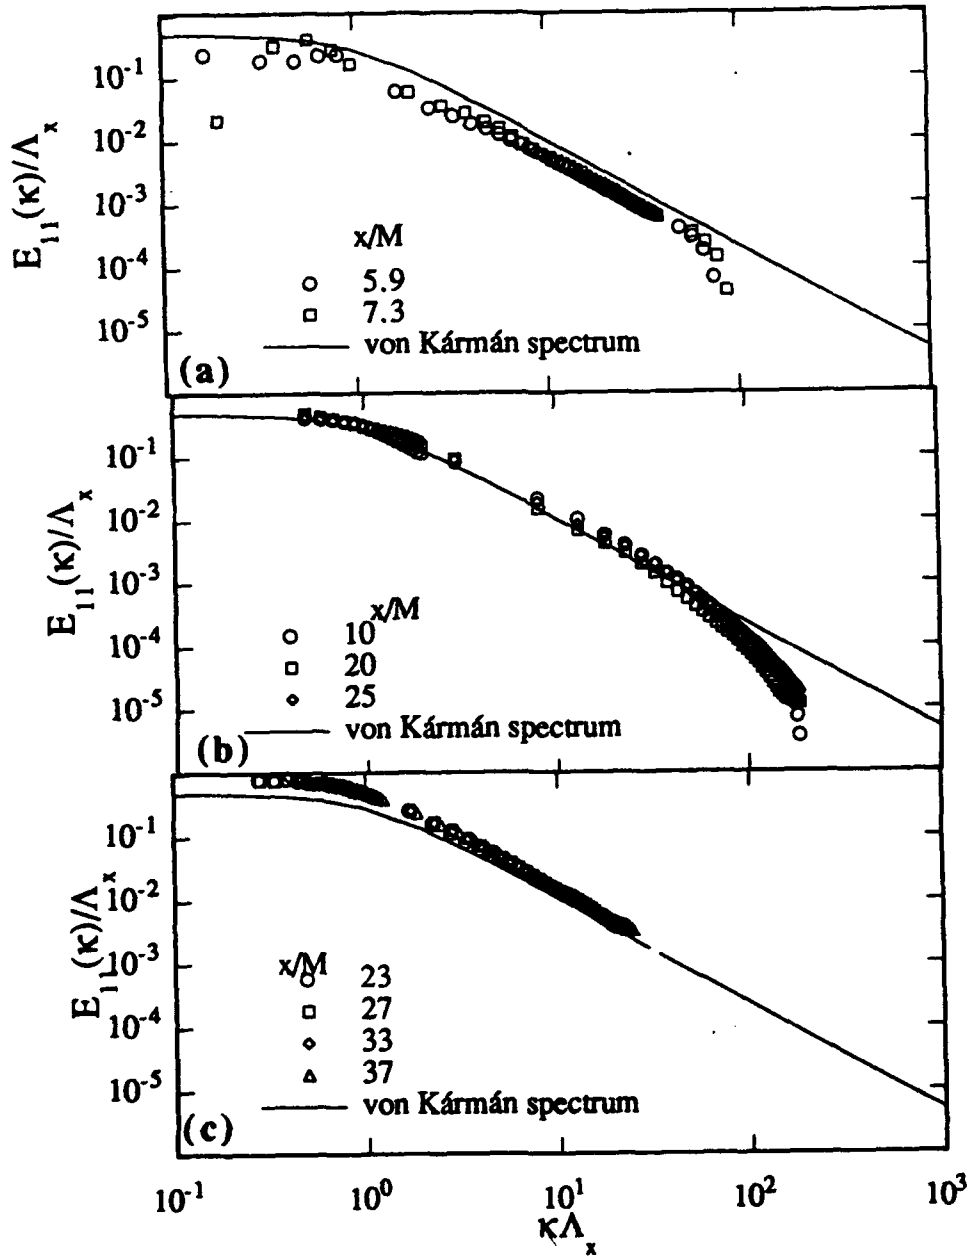 E₁₁(κ)/Λₓ
10⁻¹
10⁻²
10⁻³
10⁻⁴
10⁻⁵
x/M
○ 5.9
□ 7.3
von Kármán spectrum
(a)
E₁₁(κ)/Λₓ
10⁻¹
10⁻²
10⁻³
10⁻⁴
10⁻⁵
x/M
○ 10
□ 20
◇ 25
von Kármán spectrum
(b)
E₁₁(κ)/Λₓ
10⁻¹
10⁻²
10⁻³
10⁻⁴
10⁻⁵
x/M
○ 23
□ 27
◇ 33
△ 37
von Kármán spectrum
(c)
10⁻¹ 10⁰ 10¹ 10² 10³
κΛₓ